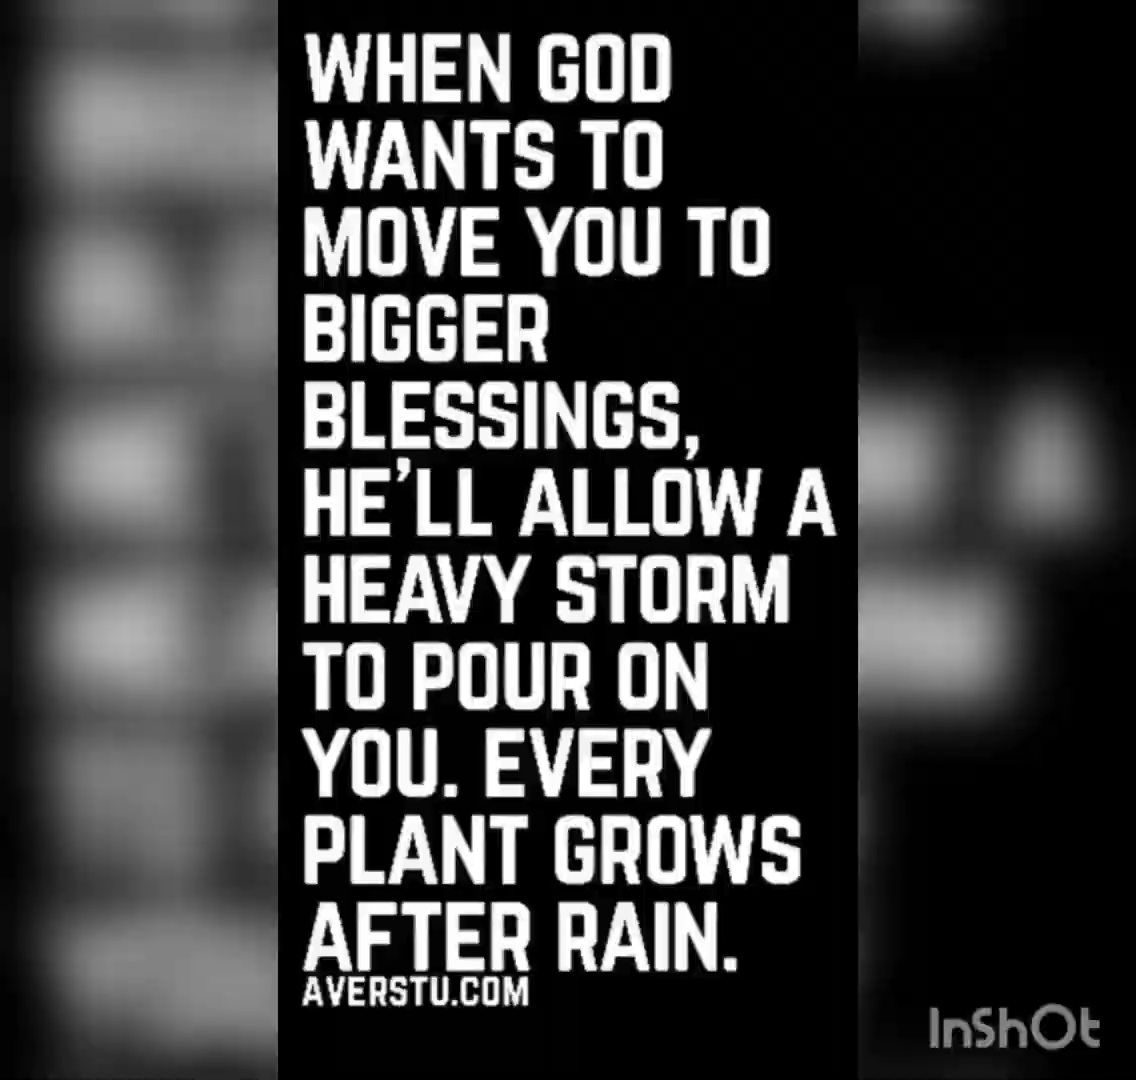 WHEN GOD
WANTS TO
MOVE YOU TO
BIGGER
BLESSINGS,
HE'LL ALLOW A
HEAVY STORM
TO POUR ON
YOU. EVERY
PLANT GROWS
AFTER RAIN.
AVERSTU.COM
InShOt